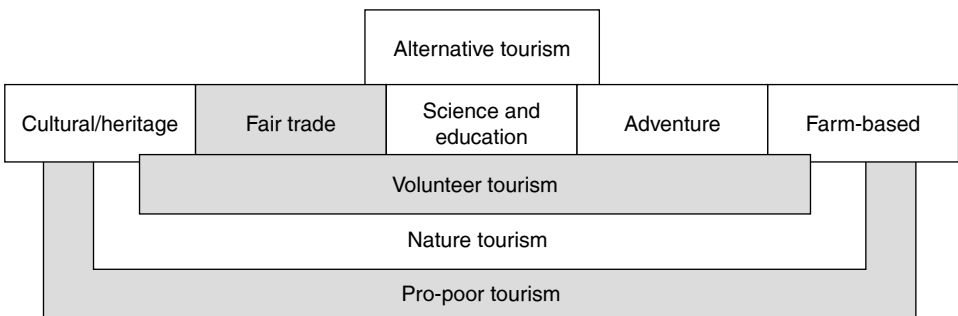 Alternative tourism
Cultural/heritage
Fair trade
Science and
education
Adventure
Farm-based
Volunteer tourism
Nature tourism
Pro-poor tourism